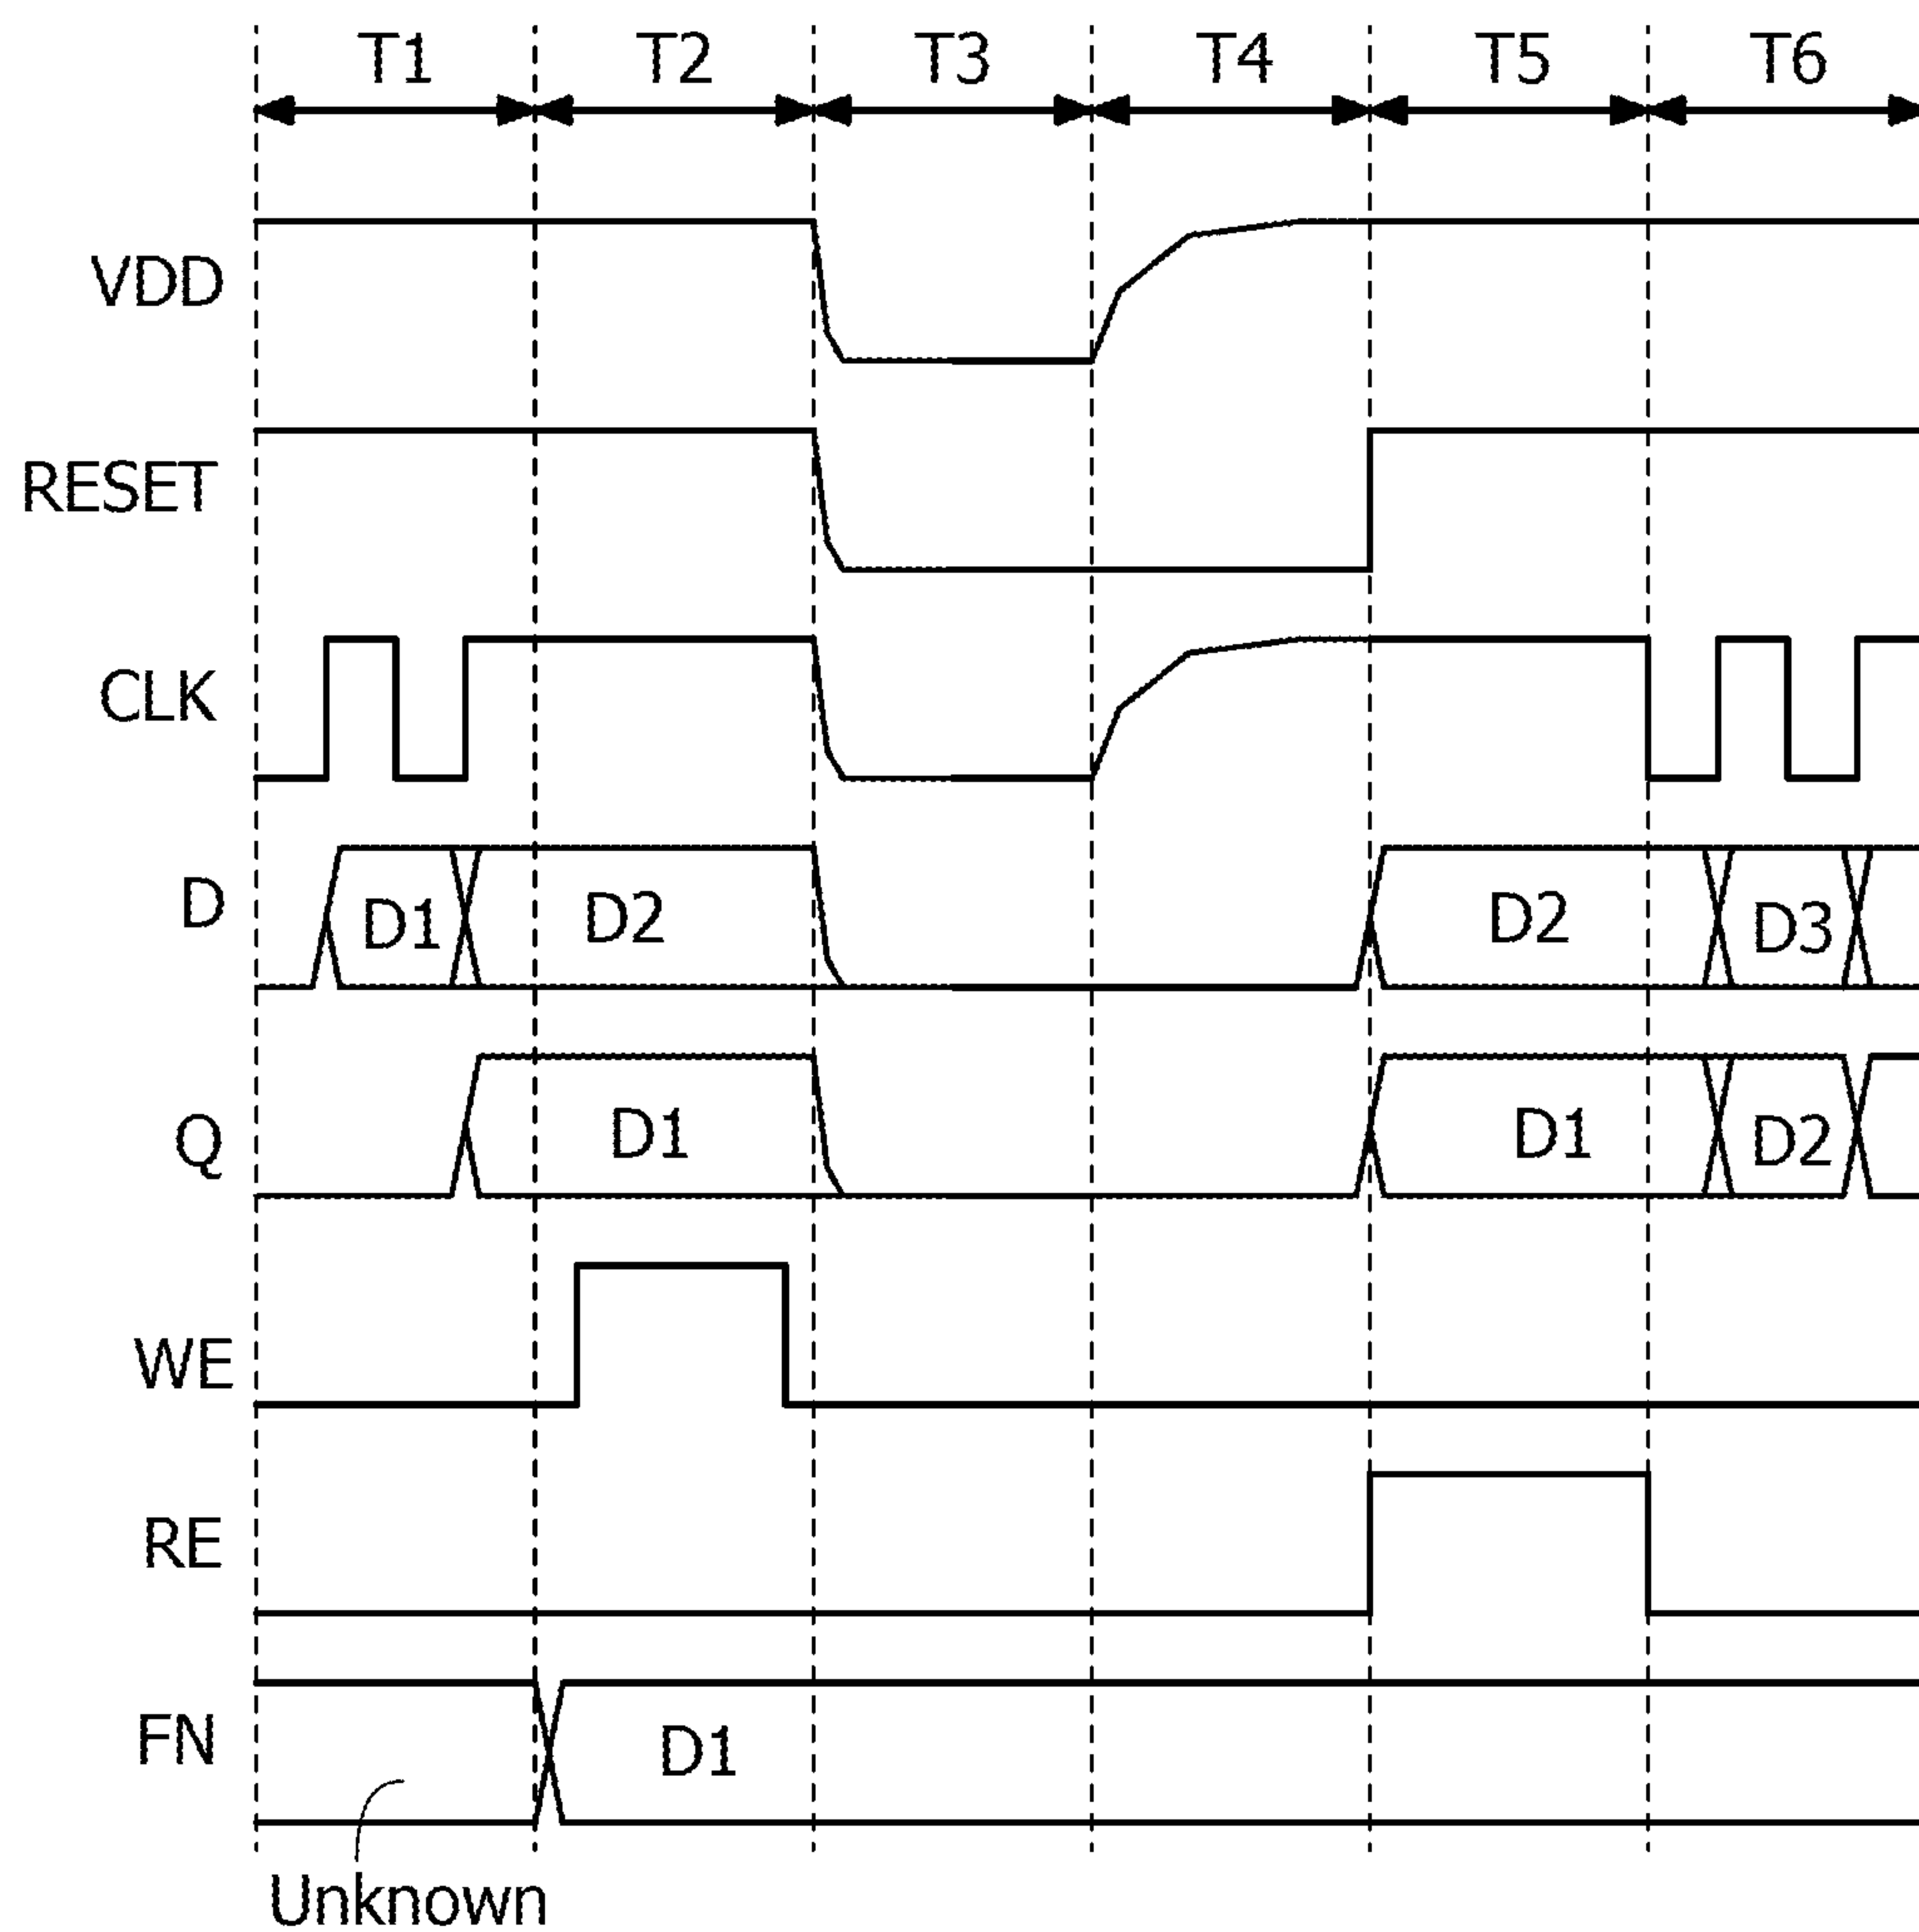 T1 T2 T3 T4 T5 T6
VDD
RESET
CLK
D D1 D2 D2 D3
Q D1 D1 D2
WE
RE
FN D1
Unknown